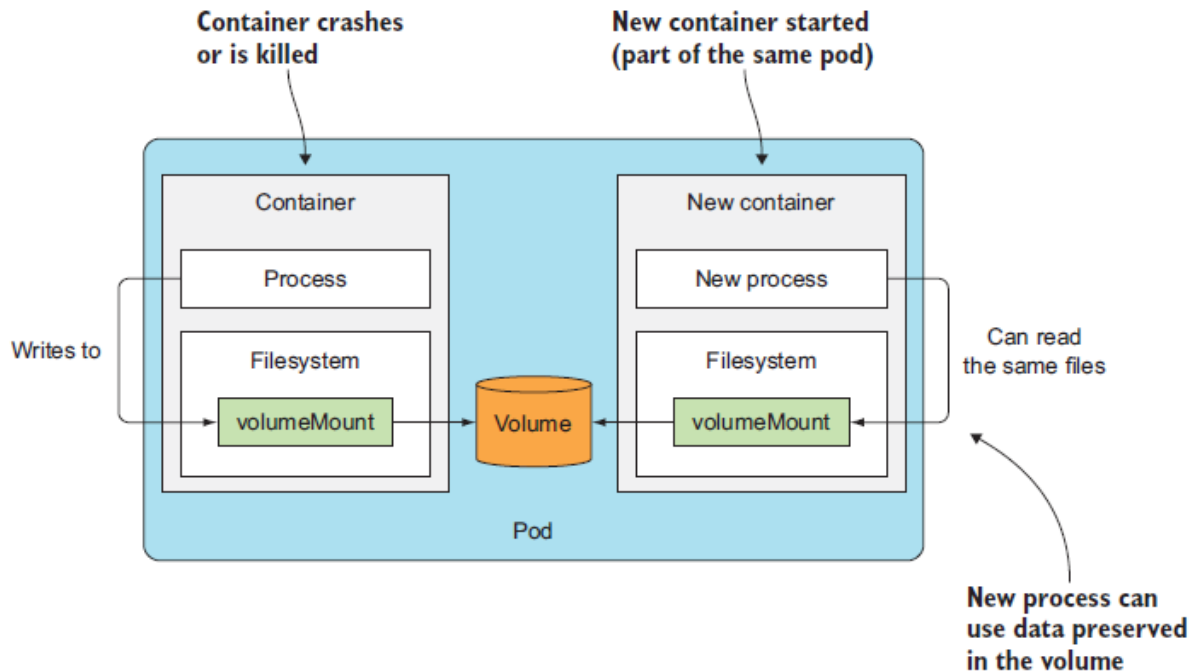 Container crashes
or is killed
New container started
(part of the same pod)
Container
New container
Process
New process
Writes to
Filesystem
Filesystem
Can read
the same files
volumeMount
Volume
volumeMount
Pod
New process can
use data preserved
in the volume